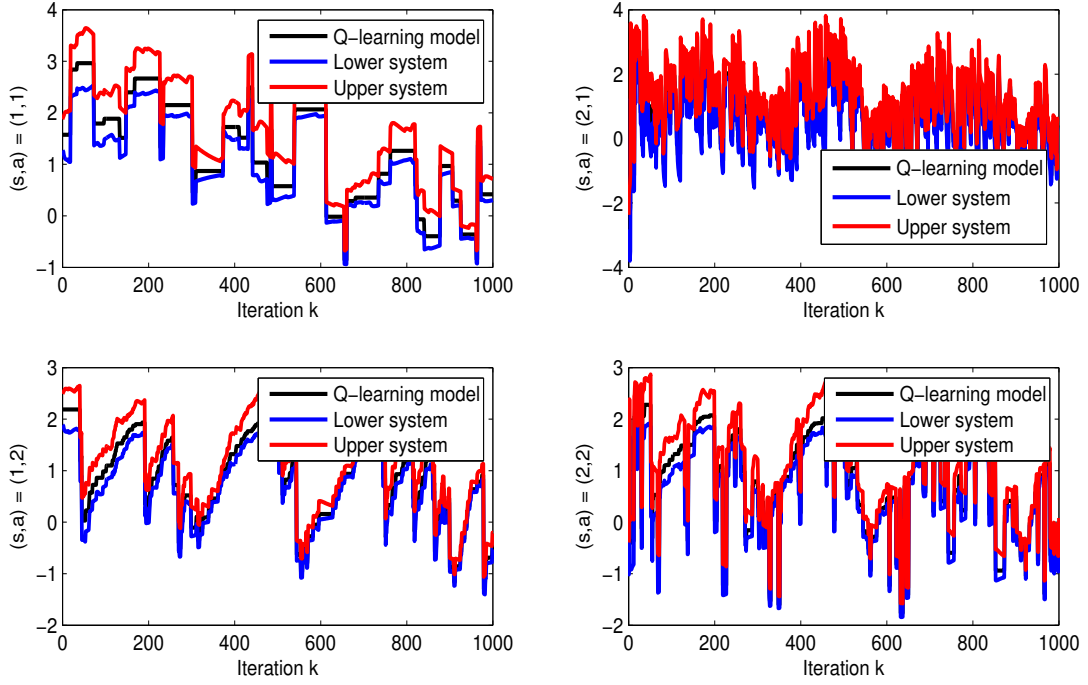 (s,a) = (1,1)
4
3
2
1
0
−1
Q−learning model
Lower system
Upper system
0 200 400 600 800 1000
Iteration k
(s,a) = (2,1)
4
2
0
−2
−4
Q−learning model
Lower system
Upper system
0 200 400 600 800 1000
Iteration k
(s,a) = (1,2)
3
2
1
0
−1
−2
Q−learning model
Lower system
Upper system
0 200 400 600 800 1000
Iteration k
(s,a) = (2,2)
3
2
1
0
−1
−2
Q−learning model
Lower system
Upper system
0 200 400 600 800 1000
Iteration k